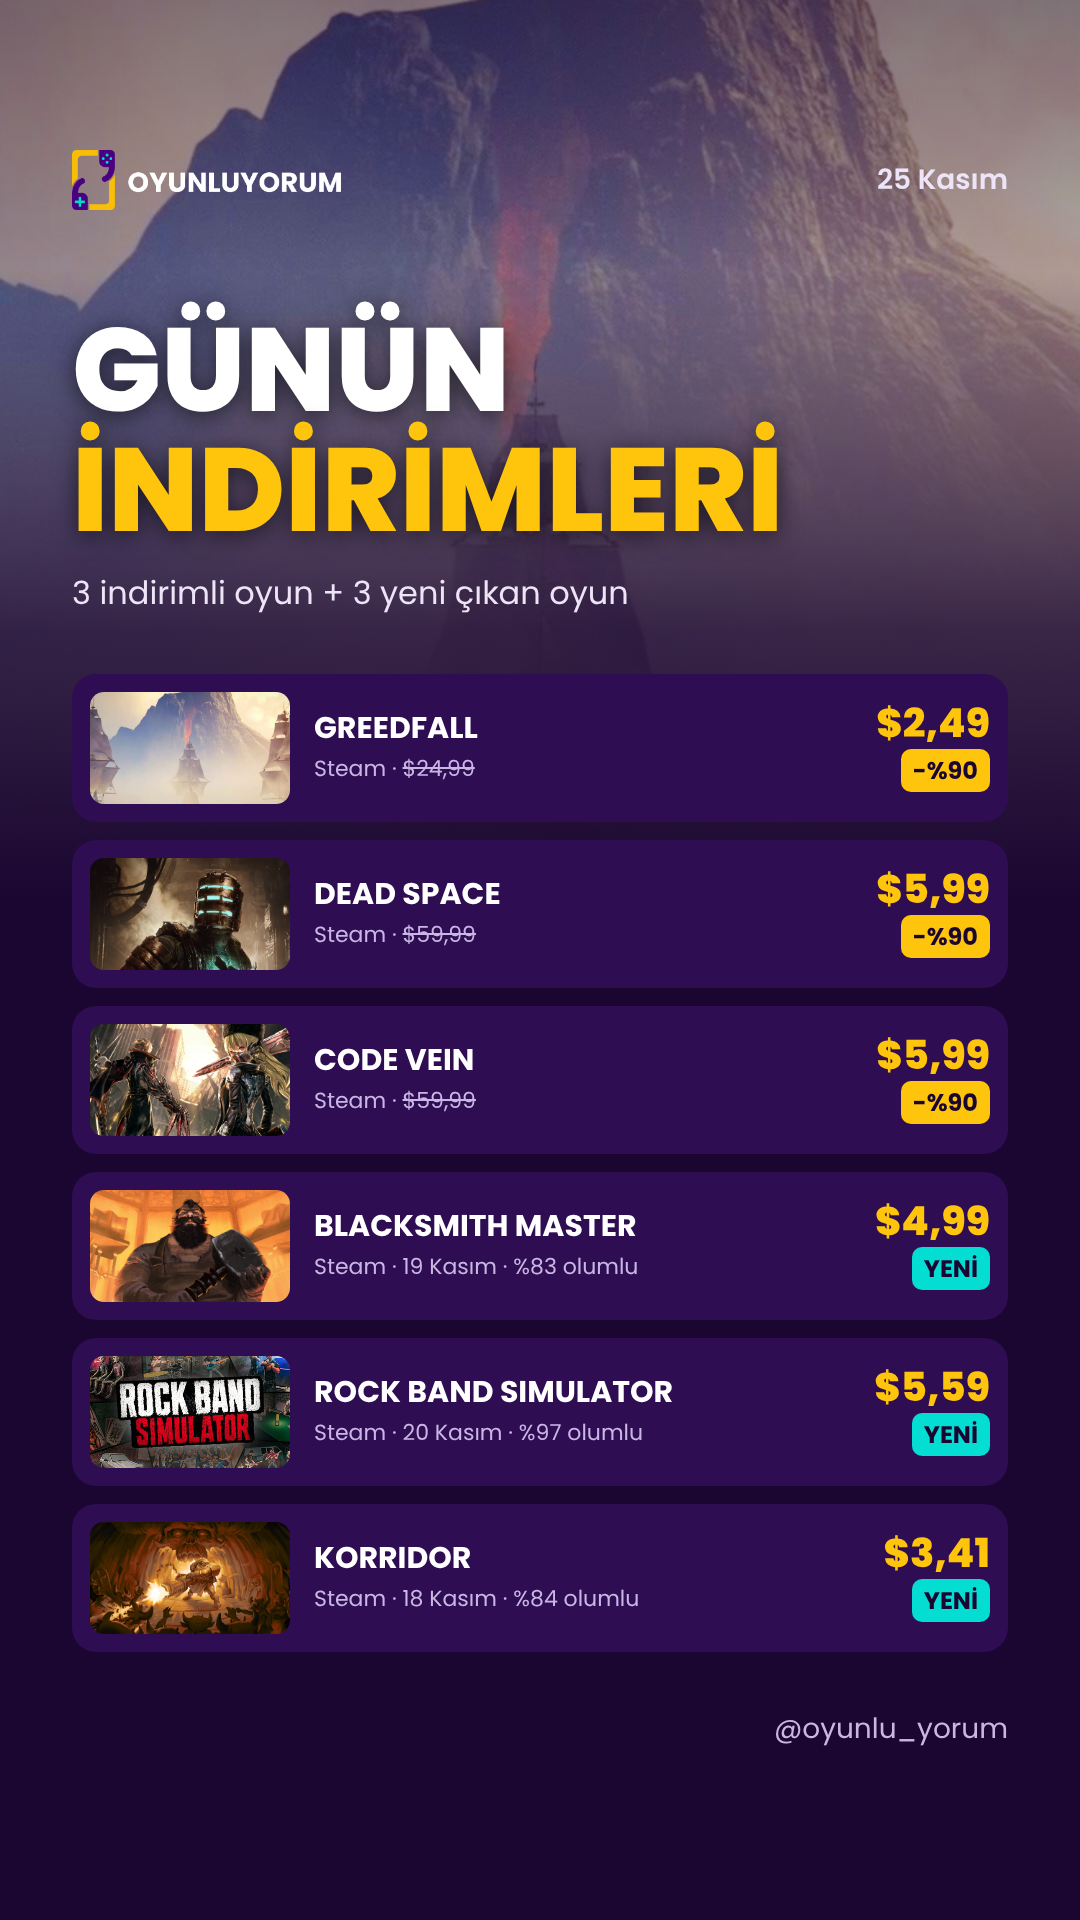 OYUNLUYORUM
25 Kasım
GÜNÜN
İNDİRİMLERİ
3 indirimli oyun + 3 yeni çıkan oyun
GREEDFALL
Steam · $24,99
$2,49
-%90
DEAD SPACE
Steam · $59,99
$5,99
-%90
CODE VEIN
Steam · $59,99
$5,99
-%90
BLACKSMITH MASTER
Steam · 19 Kasım · %83 olumlu
$4,99
YENİ
ROCK BAND
SIMULATOR
ROCK BAND SIMULATOR
Steam · 20 Kasım · %97 olumlu
$5,59
YENİ
KORRIDOR
Steam · 18 Kasım · %84 olumlu
$3,41
YENİ
@oyunlu_yorum